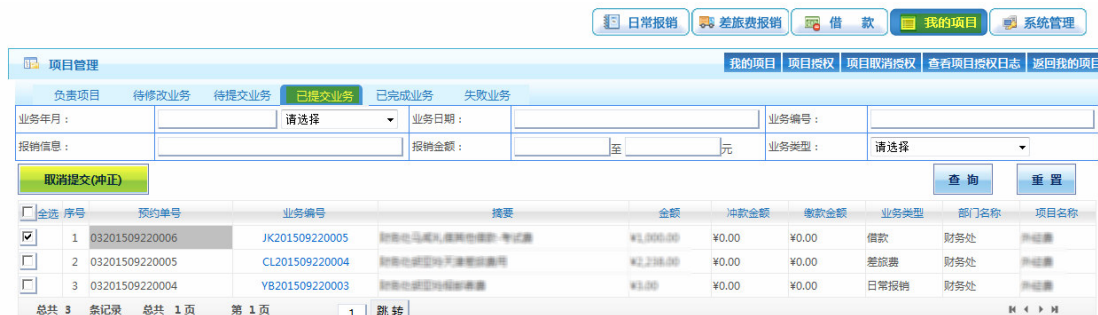 日常报销 差旅费报销 借 款 我的项目 系统管理
项目管理 我的项目 项目授权 项目取消授权 查看项目授权日志 返回我的项目
负责项目 待修改业务 待提交业务 已提交业务 已完成业务 失败业务
业务年月： 请选择 业务日期： 业务编号：
报销信息： 报销金额： 至 元 业务类型： 请选择
取消提交(冲正) 查 询 重 置
全选 序号 预约单号 业务编号 摘要 金额 冲款金额 缴款金额 业务类型 部门名称 项目名称
1 03201509220006 JK201509220005 ¥1,000.00 ¥0.00 ¥0.00 借款 财务处
2 03201509220005 CL201509220004 ¥2,238.00 ¥0.00 ¥0.00 差旅费 财务处
3 03201509220004 YB201509220003 ¥3.00 ¥0.00 ¥0.00 日常报销 财务处
总共 3 条记录 总共 1 页 第 1 页 1 跳 转